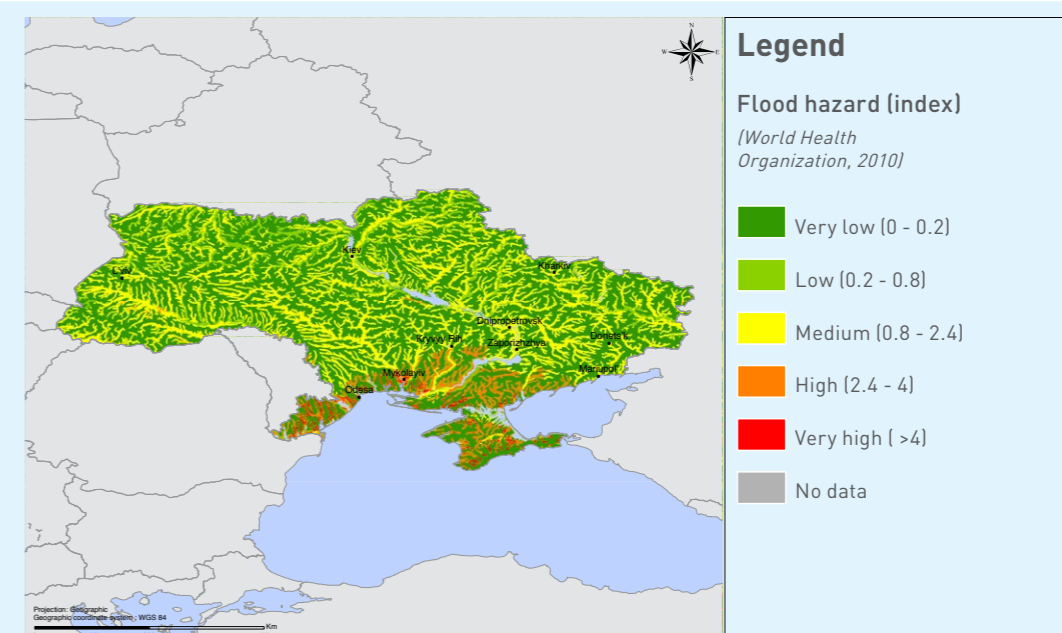 N
W
E
S
Legend
Flood hazard (index)
(World Health
Organization, 2010)
Very low (0 - 0.2)
Low (0.2 - 0.8)
Medium (0.8 - 2.4)
High (2.4 - 4)
Very high ( >4)
No data
Kiev
Lviv
Kharkiv
Dnipropetrovsk
Kryvyy Rih
Zaporizhzhya
Donets'k
Mykolayiv
Mariupol'
Odesa
Projection: Geographic
Geographic coordinate system : WGS 84
Km